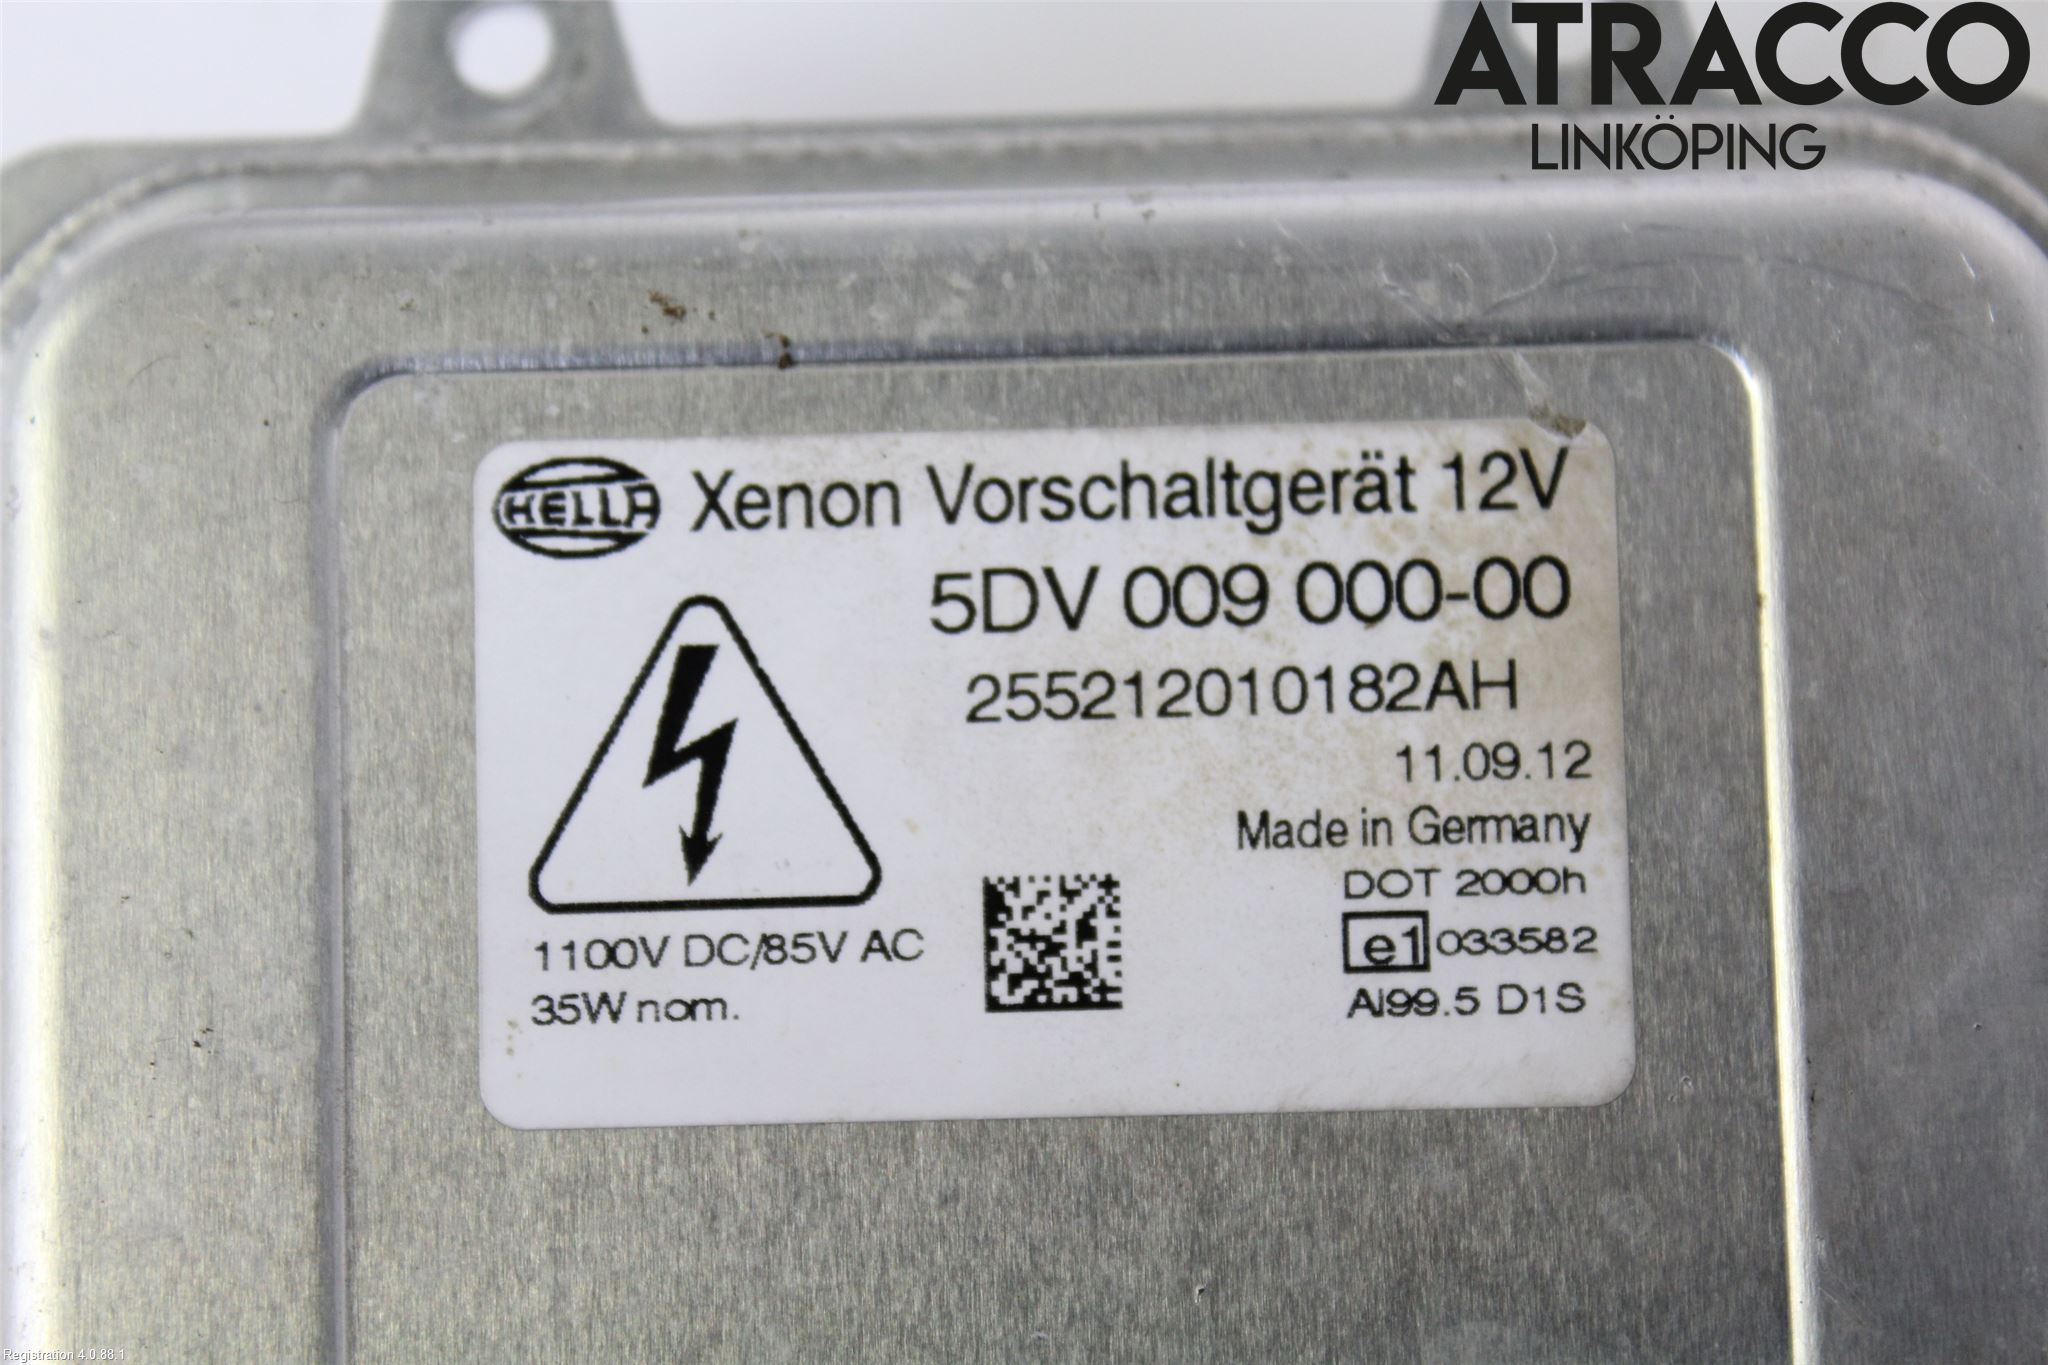 ATRACCO
LINKÖPING
HELLA Xenon Vorschaltgerät 12V
5DV 009 000-00
255212010182AH
11.09.12
Made in Germany
DOT 2000h
e1 033582
AI99.5 D1S
1100V DC/85V AC
35W nom.
Registration 4.0.88.1